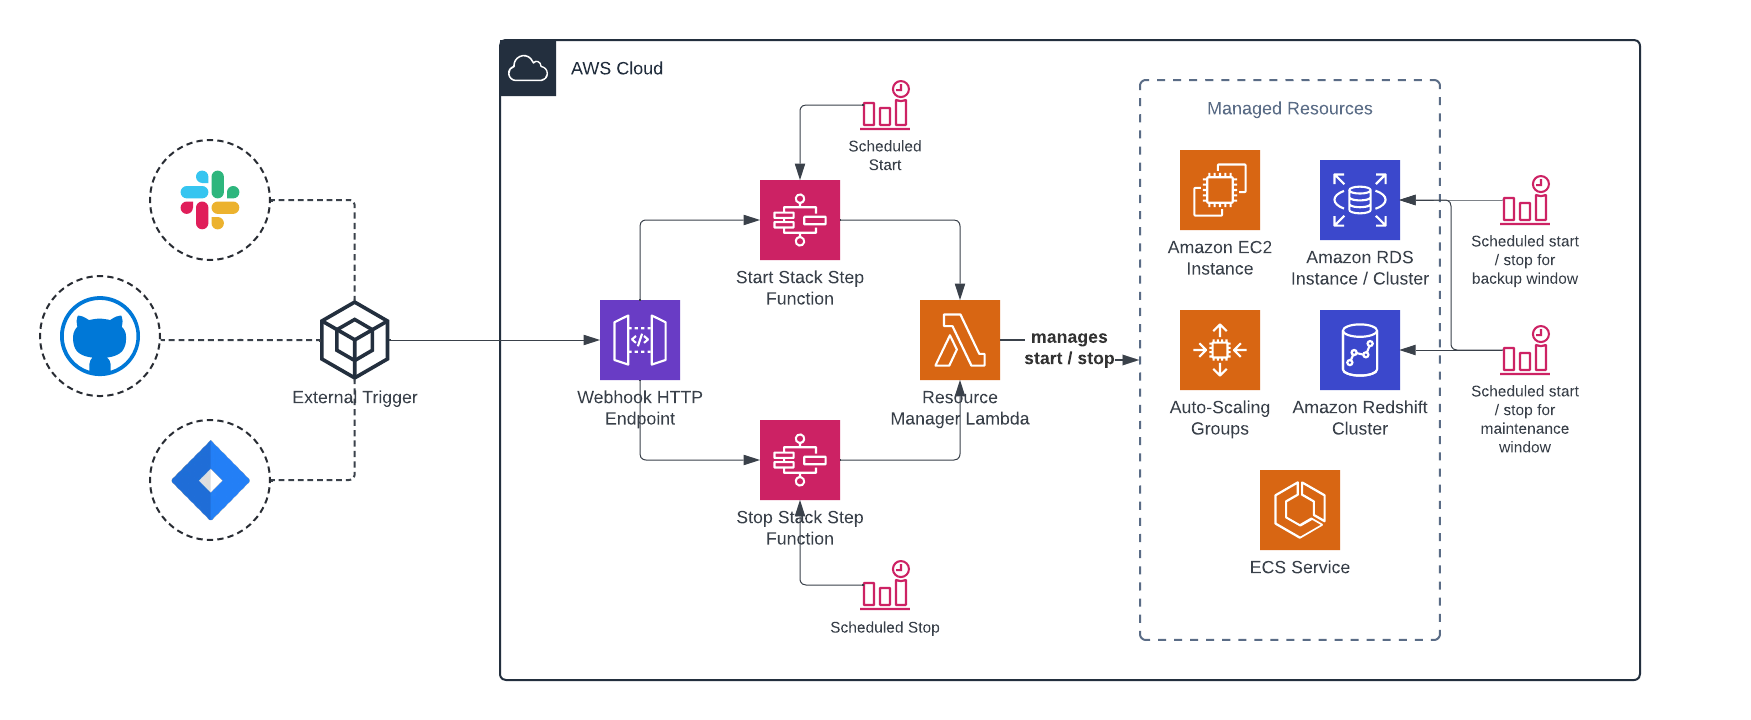 AWS Cloud
Scheduled
Start
Managed Resources
Start Stack Step
Function
Amazon EC2
Instance
Amazon RDS
Instance / Cluster
Scheduled start
/ stop for
backup window
External Trigger
Webhook HTTP
Endpoint
Resource
Manager Lambda
manages
start / stop
Auto-Scaling
Groups
Amazon Redshift
Cluster
Scheduled start
/ stop for
maintenance
window
Stop Stack Step
Function
ECS Service
Scheduled Stop